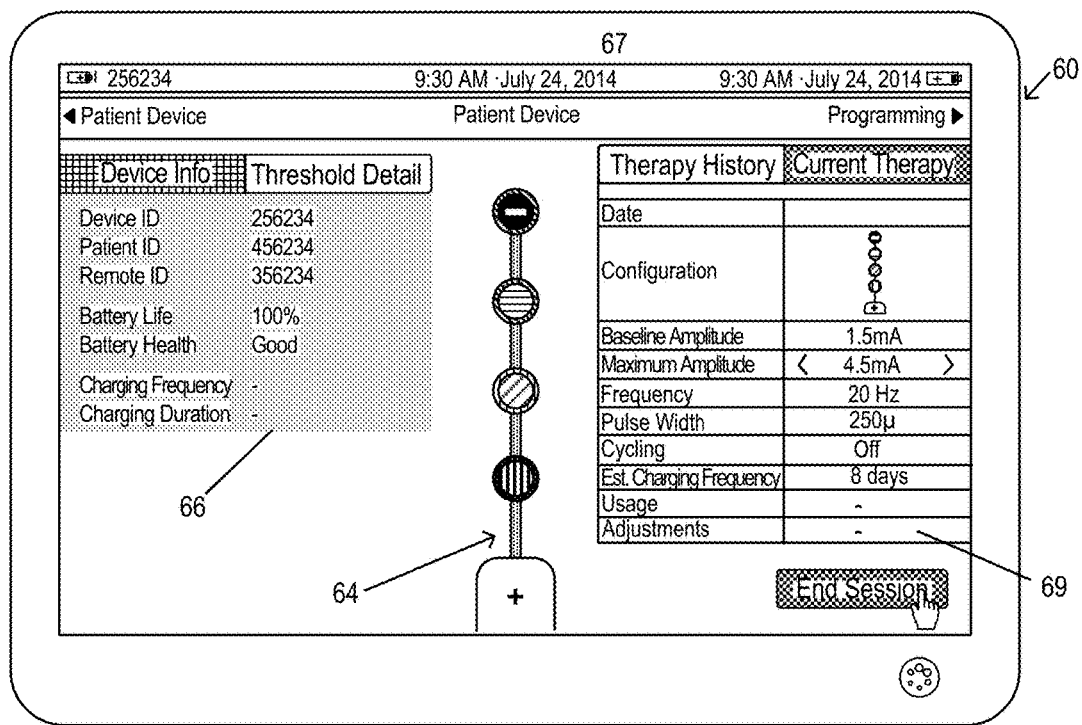 67
60
256234 9:30 AM ·July 24, 2014 9:30 AM ·July 24, 2014
Patient Device Patient Device Programming
Device Info Threshold Detail
Device ID 256234
Patient ID 456234
Remote ID 356234
Battery Life 100%
Battery Health Good
Charging Frequency -
Charging Duration -
66
64
+
Therapy History Current Therapy
Date
Configuration
+
Baseline Amplitude 1.5mA
Maximum Amplitude < 4.5mA >
Frequency 20 Hz
Pulse Width 250µ
Cycling Off
Est. Charging Frequency 8 days
Usage -
Adjustments -
69
End Session